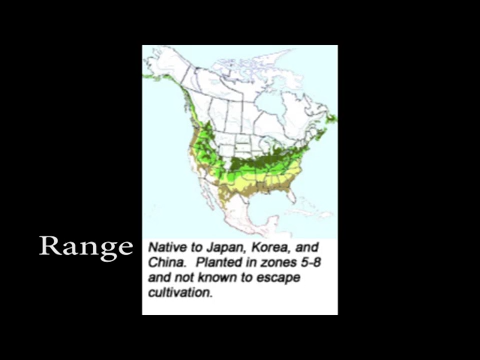 Range
Native to Japan, Korea, and
China.  Planted in zones 5-8
and not known to escape
cultivation.